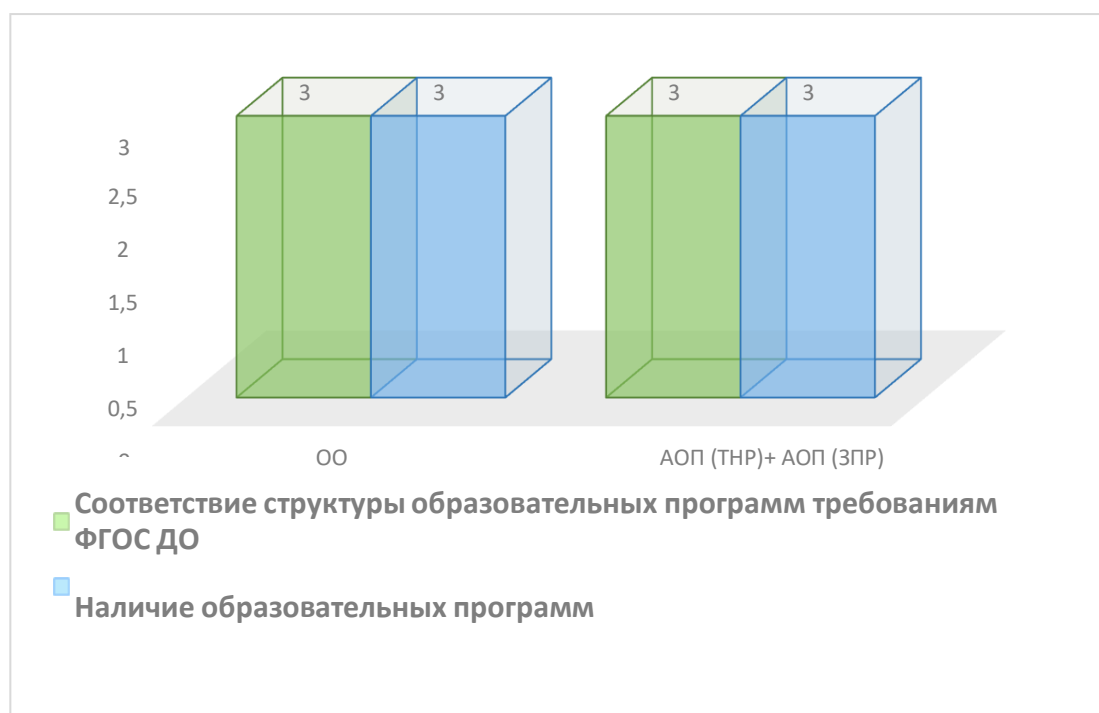 3 3 3 3
3
2,5
2
1,5
1
0,5
ОО АОП (ТНР)+ АОП (ЗПР)
Соответствие структуры образовательных программ требованиям
ФГОС ДО
Наличие образовательных программ